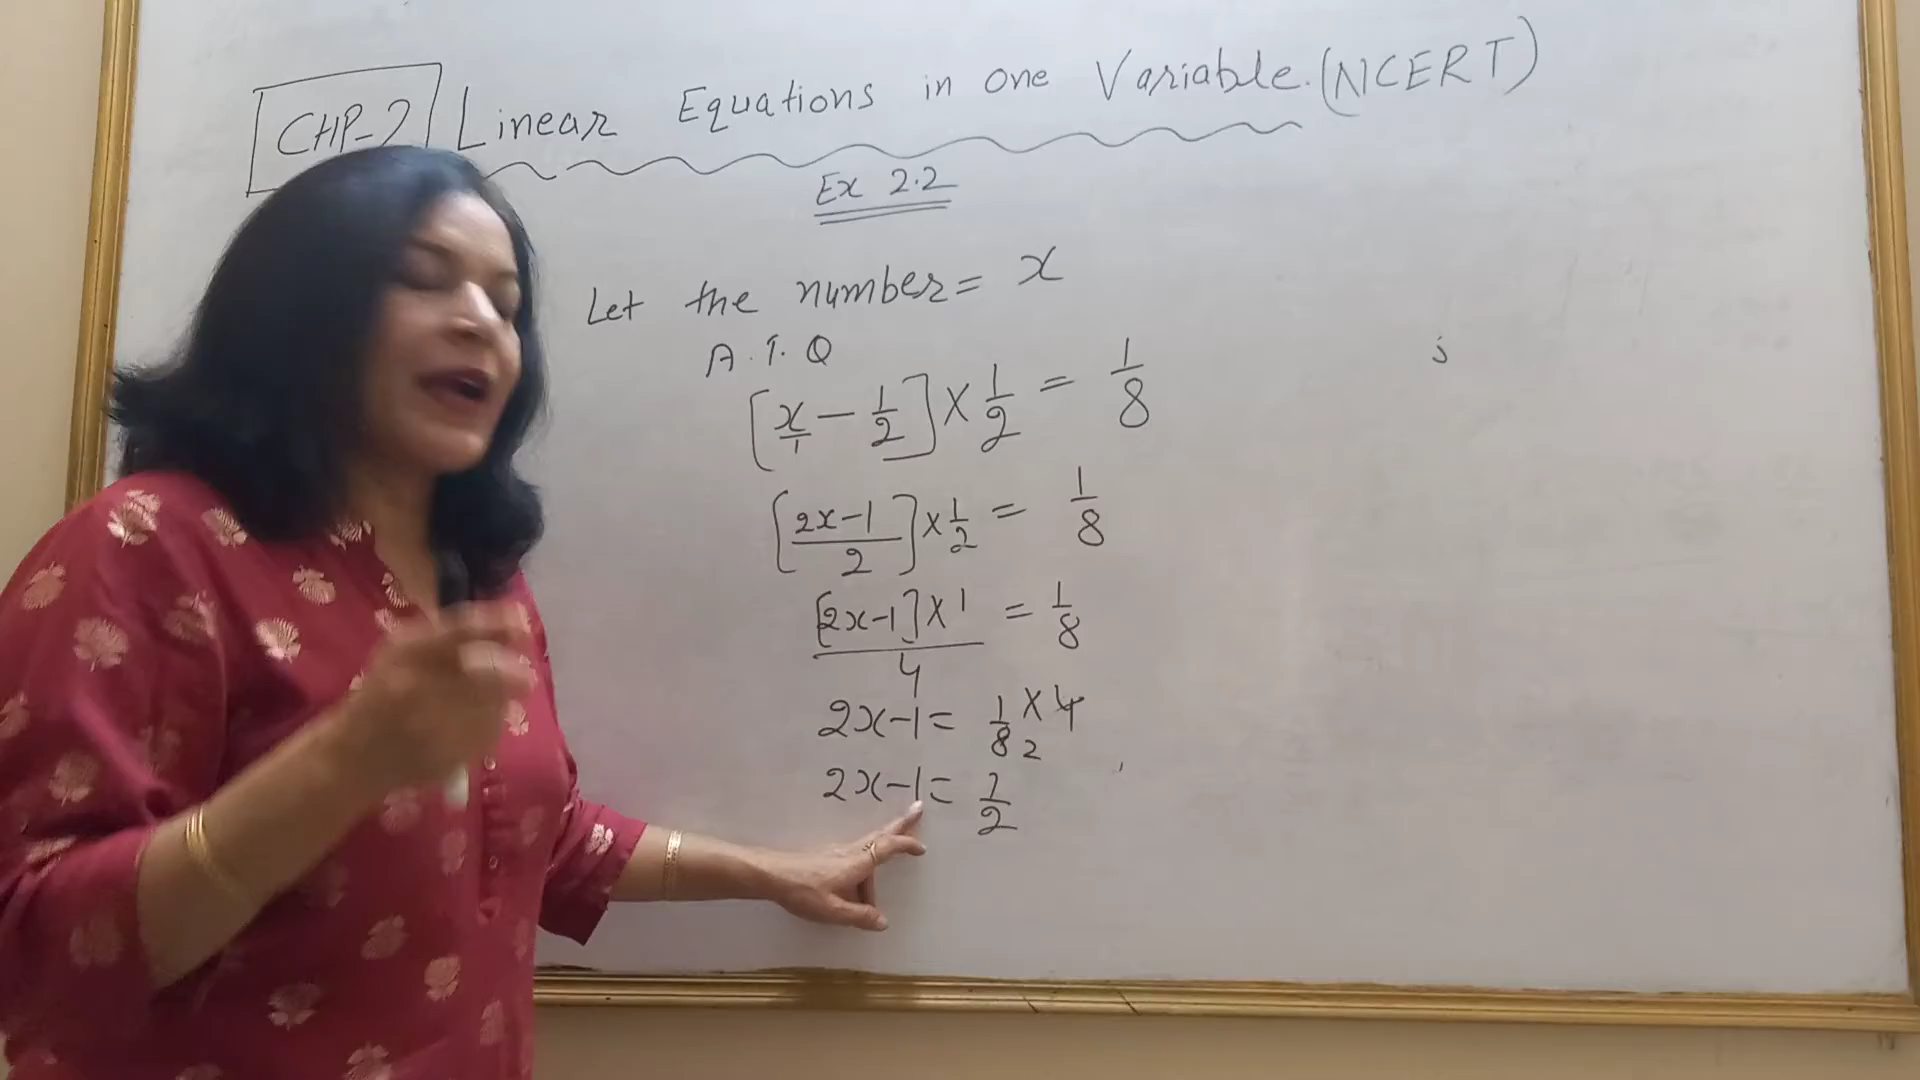 CHP-2 Linear Equations in one Variable. (NCERT)
Ex 2.2
Let the number = x
A.T.Q
[x/1 - 1/2] × 1/2 = 1/8
[(2x-1)/2] × 1/2 = 1/8
([2x-1] × 1)/4 = 1/8
2x-1 = 1/8 × 4 2
2x-1 = 1/2